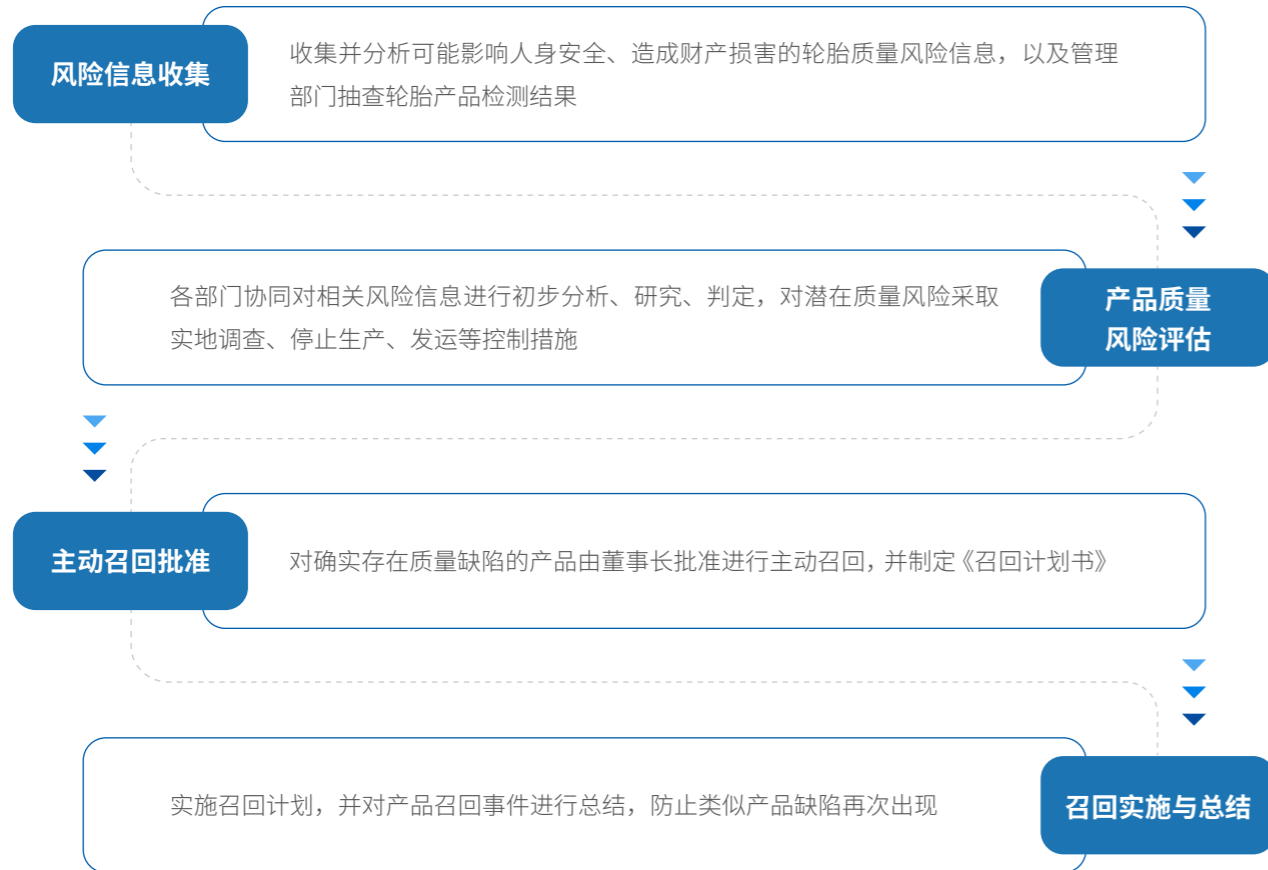 风险信息收集
收集并分析可能影响人身安全、造成财产损害的轮胎质量风险信息，以及管理
部门抽查轮胎产品检测结果
各部门协同对相关风险信息进行初步分析、研究、判定，对潜在质量风险采取
实地调查、停止生产、发运等控制措施
产品质量
风险评估
主动召回批准
对确实存在质量缺陷的产品由董事长批准进行主动召回，并制定《召回计划书》
实施召回计划，并对产品召回事件进行总结，防止类似产品缺陷再次出现
召回实施与总结